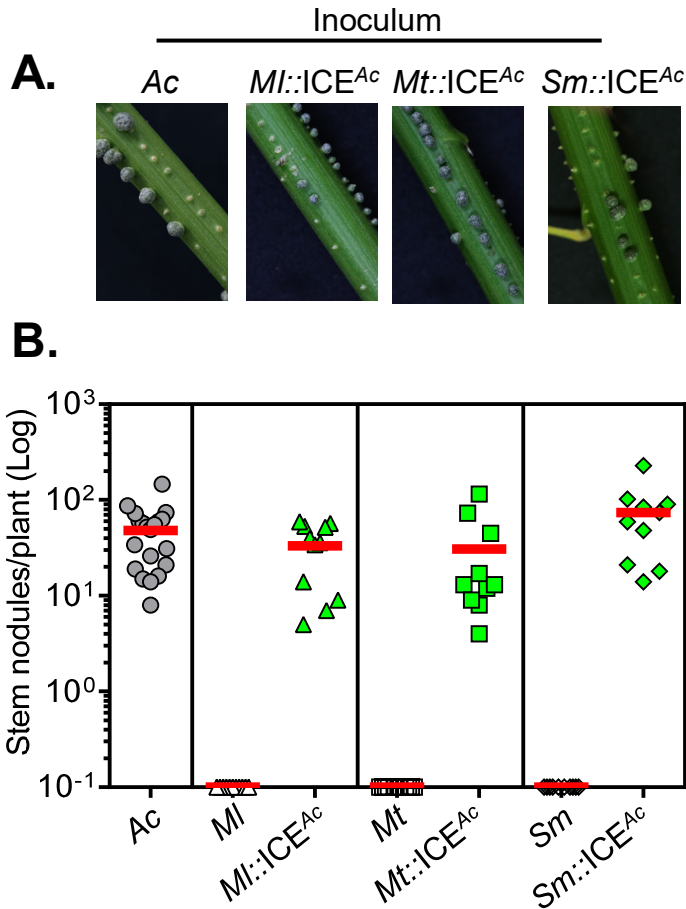 Inoculum
A.
Ac
Ml::ICE^Ac
Mt::ICE^Ac
Sm::ICE^Ac
B.
Stem nodules/plant (Log)
10^3
10^2
10^1
10^0
10^-1
Ac
Ml
Ml::ICE^Ac
Mt
Mt::ICE^Ac
Sm
Sm::ICE^Ac